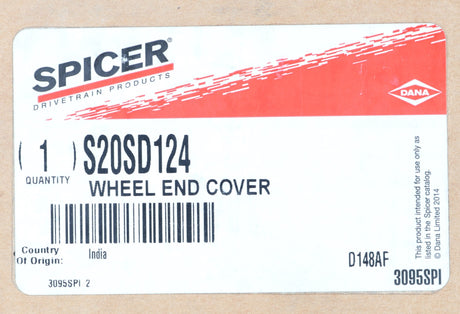 SPICER®
DRIVETRAIN PRODUCTS
DANA
( 1 ) S20SD124
QUANTITY
WHEEL END COVER
Country
Of Origin: India
D148AF
3095SPI 2
3095SPI
This product intended for use only as
listed in the Spicer catalog.
© Dana Limited 2014